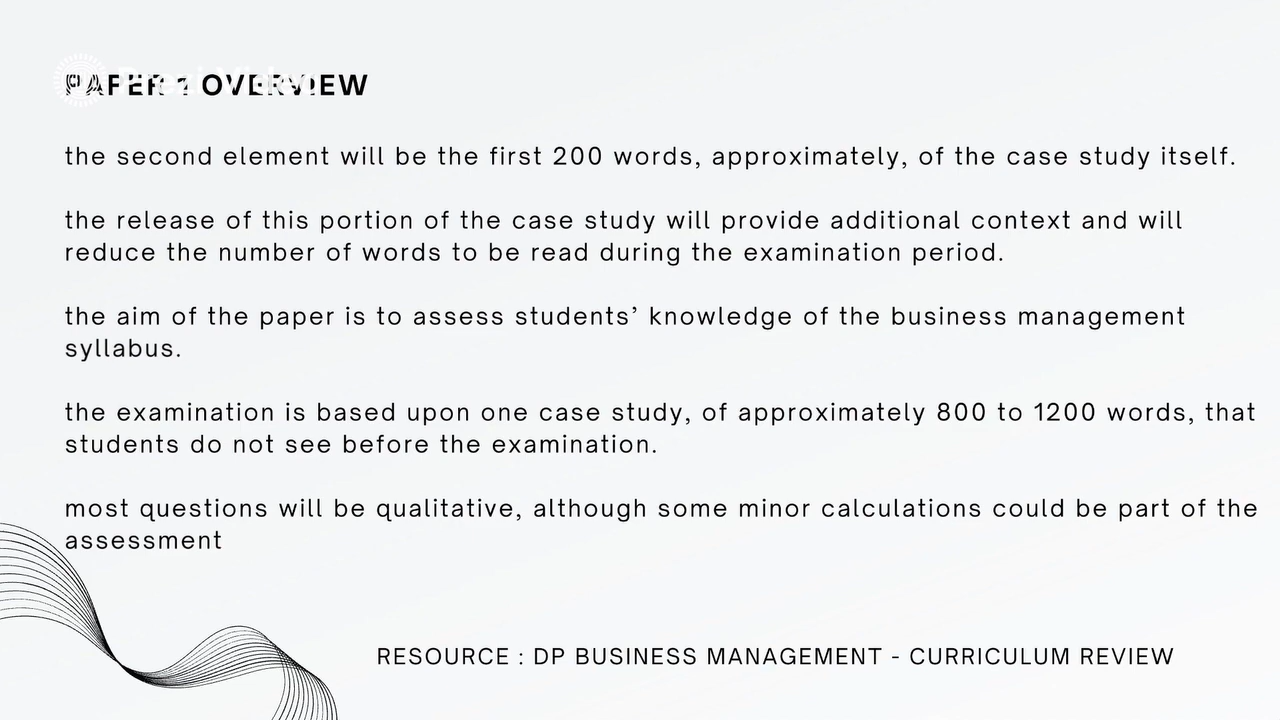 PAPER 1 OVERVIEW
the second element will be the first 200 words, approximately, of the case study itself.
the release of this portion of the case study will provide additional context and will
reduce the number of words to be read during the examination period.
the aim of the paper is to assess students’ knowledge of the business management
syllabus.
the examination is based upon one case study, of approximately 800 to 1200 words, that
students do not see before the examination.
most questions will be qualitative, although some minor calculations could be part of the
assessment
RESOURCE : DP BUSINESS MANAGEMENT - CURRICULUM REVIEW